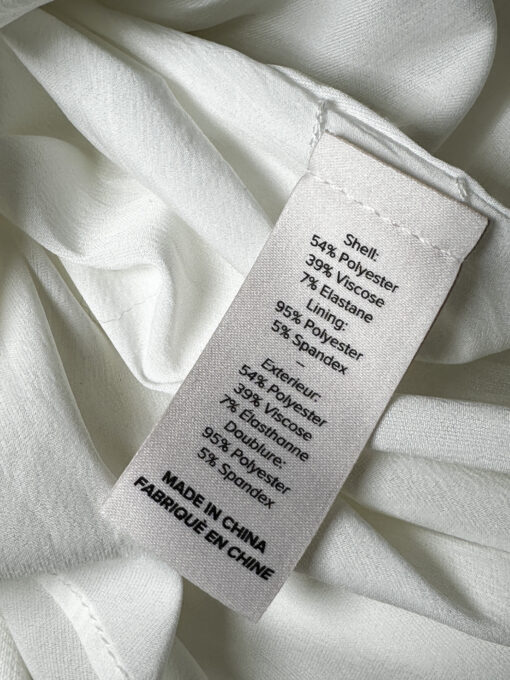 Shell:
54% Polyester
39% Viscose
7% Elastane
Lining:
95% Polyester
5% Spandex
–
Exterieur:
54% Polyester
39% Viscose
7% Élasthanne
Doublure:
95% Polyester
5% Spandex
MADE IN CHINA
FABRIQUÉ EN CHINE